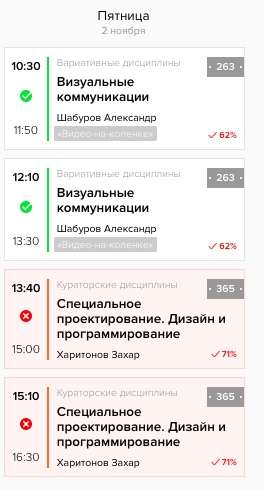 Пятница
2 ноября
10:30
Вариативные дисциплины
263
Визуальные
коммуникации
Шабуров Александр
11:50
«Видео-на-коленке»
62%
12:10
Вариативные дисциплины
263
Визуальные
коммуникации
Шабуров Александр
13:30
«Видео-на-коленке»
62%
13:40
Кураторские дисциплины
365
Специальное
проектирование. Дизайн и
программирование
15:00
Харитонов Захар
71%
15:10
Кураторские дисциплины
365
Специальное
проектирование. Дизайн и
программирование
16:30
Харитонов Захар
71%